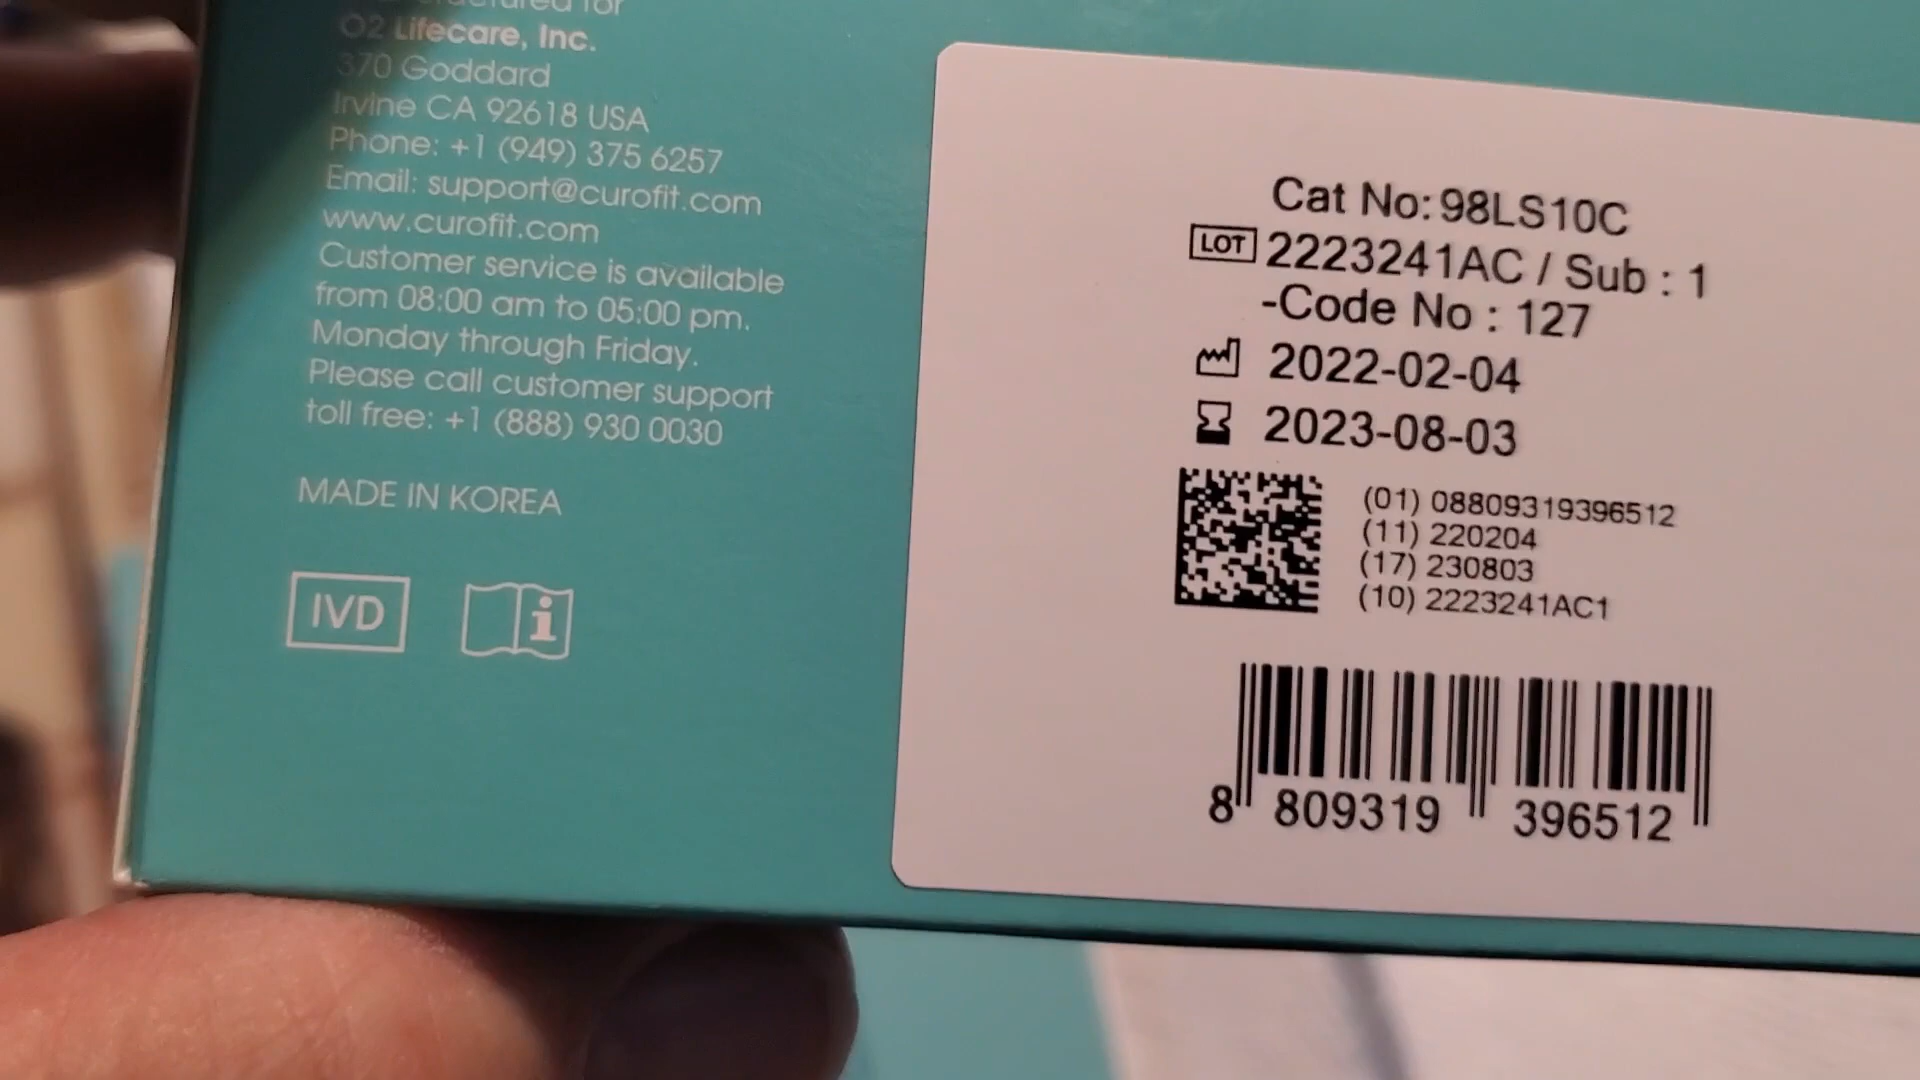 for
O2 Lifecare, Inc.
370 Goddard
Irvine CA 92618 USA
Phone: +1 (949) 375 6257
Email: support@curofit.com
www.curofit.com
Customer service is available
from 08:00 am to 05:00 pm.
Monday through Friday.
Please call customer support
toll free: +1 (888) 930 0030
MADE IN KOREA
IVD
i
Cat No: 98LS10C
LOT 2223241AC / Sub : 1
-Code No : 127
2022-02-04
2023-08-03
(01) 08809319396512
(11) 220204
(17) 230803
(10) 2223241AC1
8 809319 396512